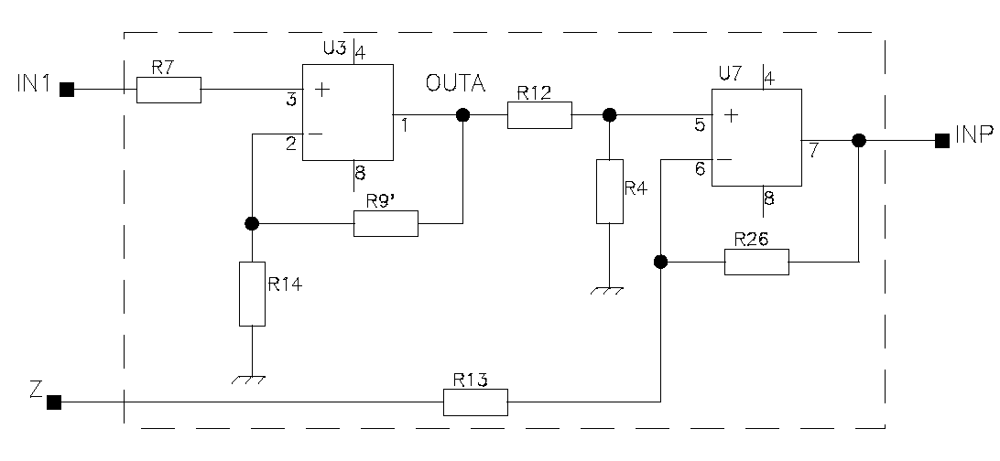 U3
4
R7
IN1
3
+
OUTA
R12
1
2
−
8
R9'
R14
U7
4
5
+
INP
7
6
−
8
R4
R26
Z
R13